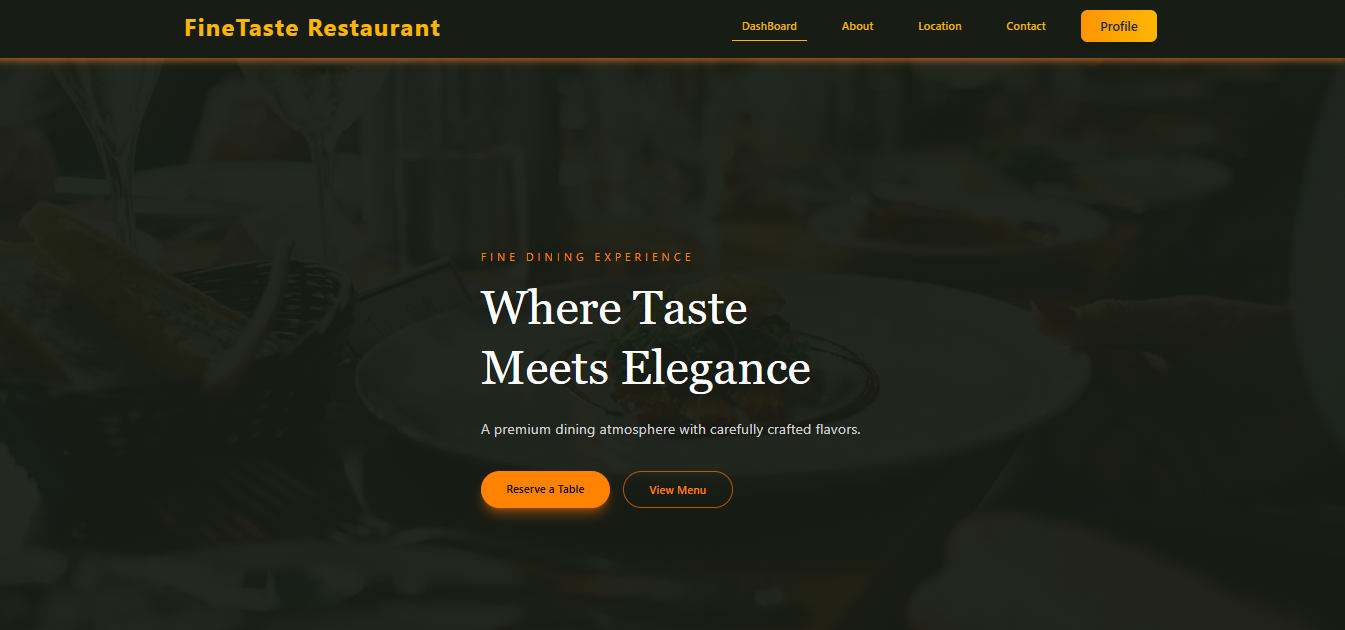 FineTaste Restaurant
DashBoard
About
Location
Contact
Profile
FINE DINING EXPERIENCE
Where Taste
Meets Elegance
A premium dining atmosphere with carefully crafted flavors.
Reserve a Table
View Menu